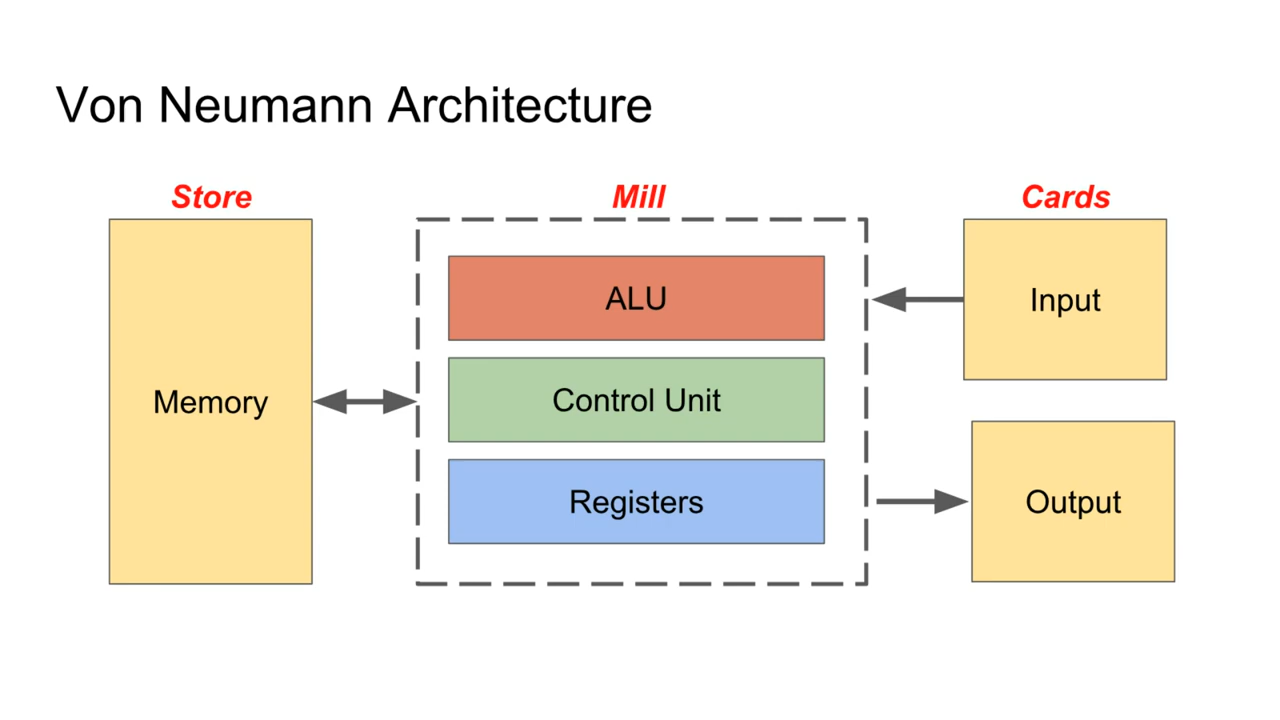 Von Neumann Architecture
Store
Mill
Cards
Memory
ALU
Control Unit
Registers
Input
Output